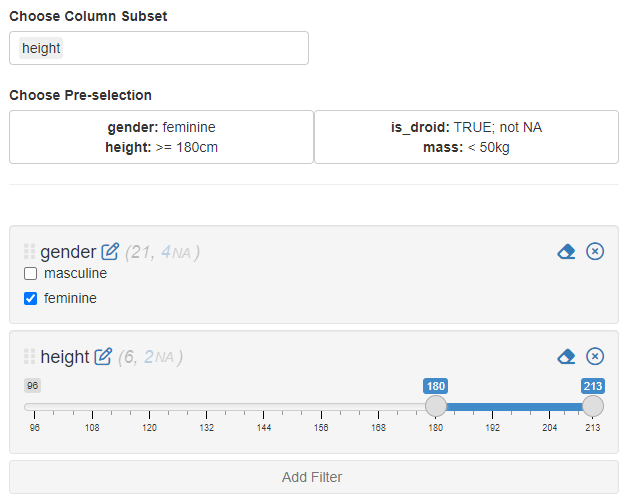 Choose Column Subset
height
Choose Pre-selection
gender: feminine
height: >= 180cm
is_droid: TRUE; not NA
mass: < 50kg
gender (21, 4NA)
masculine
feminine
height (6, 2NA)
96 180 213
96 108 120 132 144 156 168 180 192 204 213
Add Filter